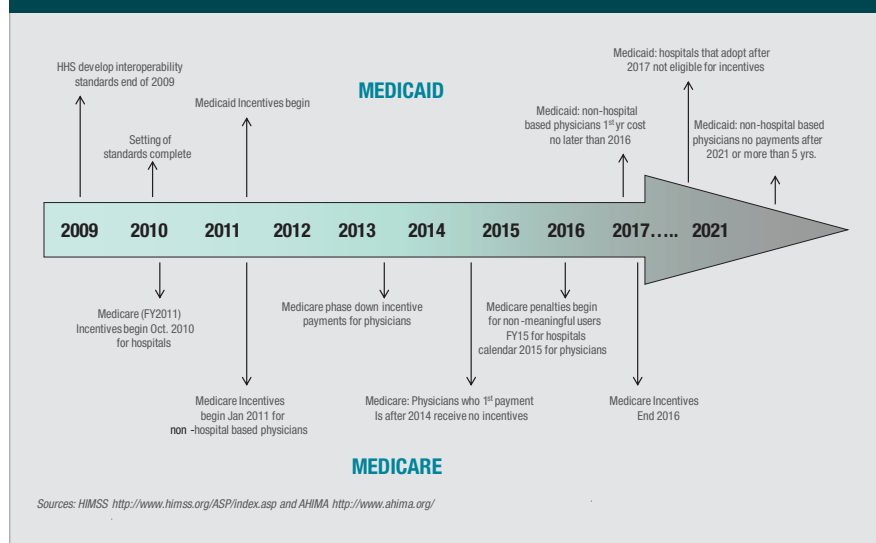 HHS develop interoperability
standards end of 2009
Setting of
standards complete
Medicaid Incentives begin
MEDICAID
Medicaid: non-hospital
based physicians 1st yr cost
no later than 2016
Medicaid: hospitals that adopt after
2017 not eligible for incentives
Medicaid: non-hospital based
physicians no payments after
2021 or more than 5 yrs.
2009 2010 2011 2012 2013 2014 2015 2016 2017….. 2021
Medicare (FY2011)
Incentives begin Oct. 2010
for hospitals
Medicare Incentives
begin Jan 2011 for
non -hospital based physicians
Medicare phase down incentive
payments for physicians
Medicare: Physicians who 1st payment
Is after 2014 receive no incentives
Medicare penalties begin
for non -meaningful users
FY15 for hospitals
calendar 2015 for physicians
Medicare Incentives
End 2016
MEDICARE
Sources: HIMSS http://www.himss.org/ASP/index.asp and AHIMA http://www.ahima.org/